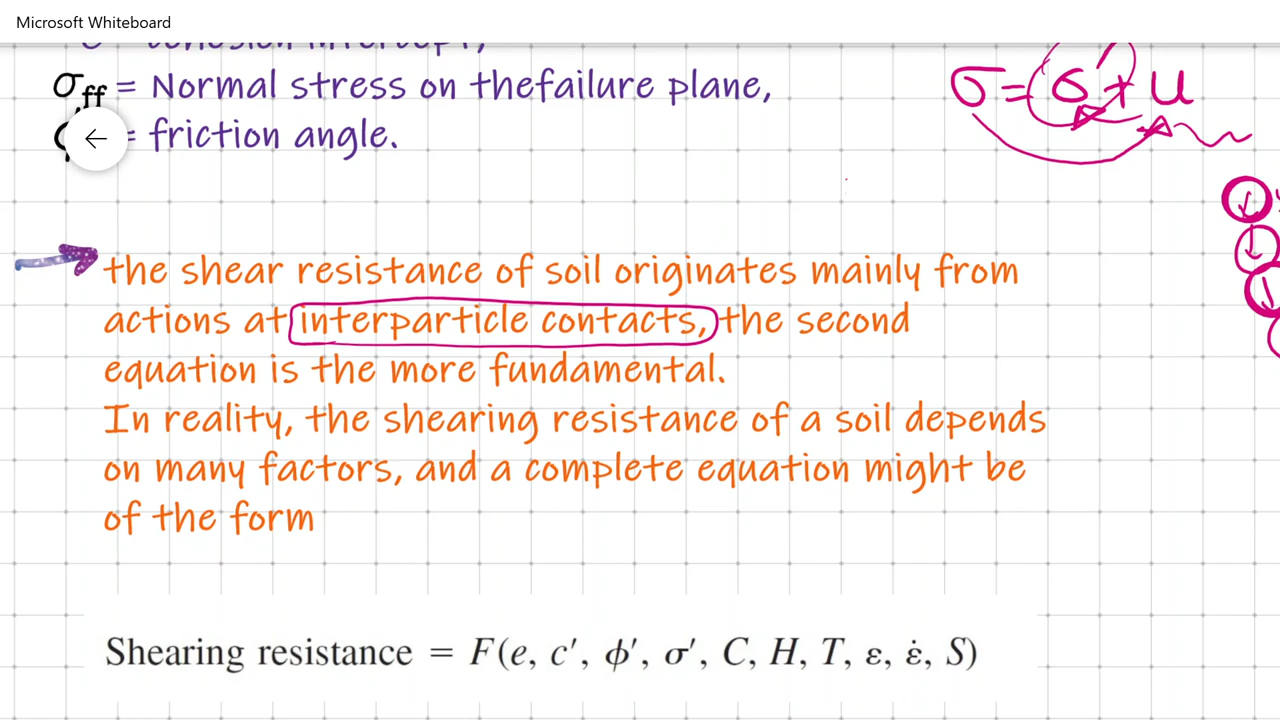 Microsoft Whiteboard
σff = Normal stress on thefailure plane,
= friction angle.
σ = σ' + u
the shear resistance of soil originates mainly from
actions at interparticle contacts, the second
equation is the more fundamental.
In reality, the shearing resistance of a soil depends
on many factors, and a complete equation might be
of the form
Shearing resistance = F(e, c′, ϕ′, σ′, C, H, T, ε, ε̇, S)